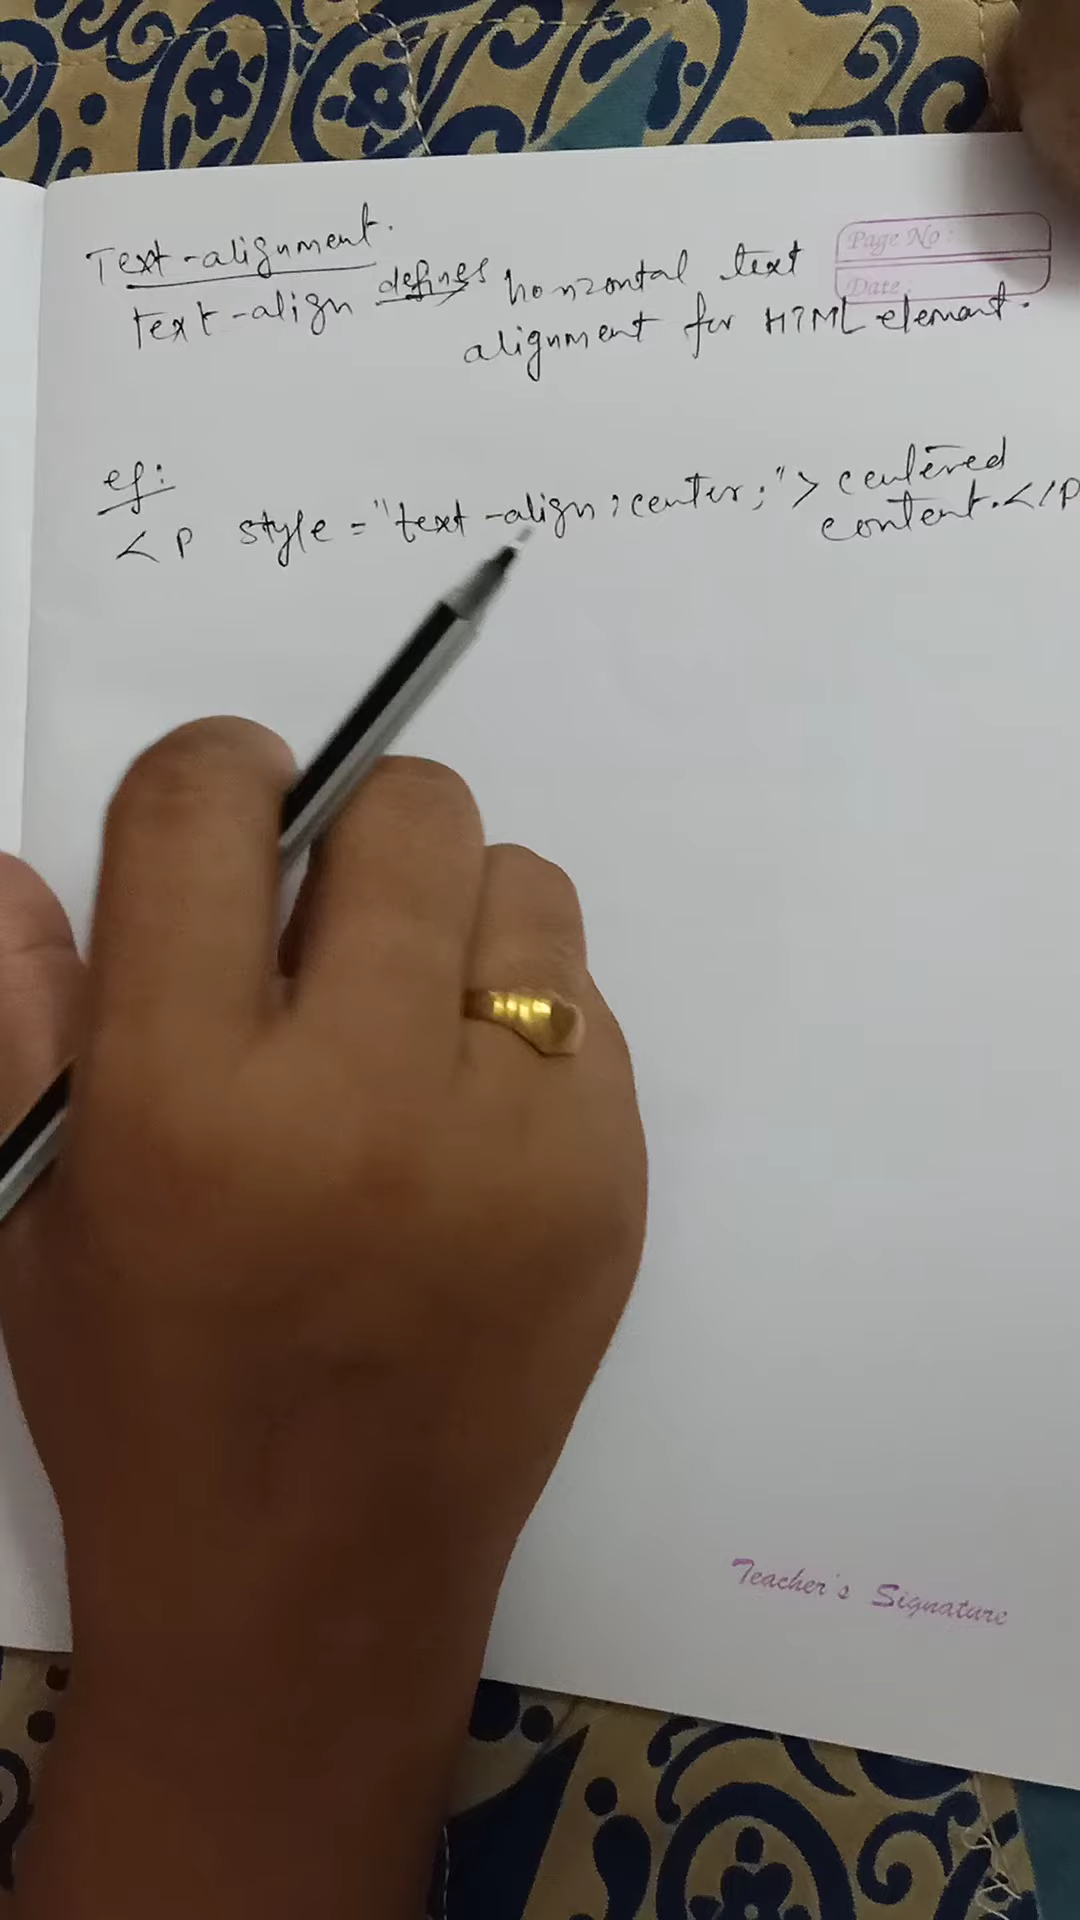 Text-alignment.
Page No :
text-align defines horizontal text
Date :
alignment for HTML element.
eg:
<P style = "text-align:center;"> centered
content.</P
Teacher's Signature